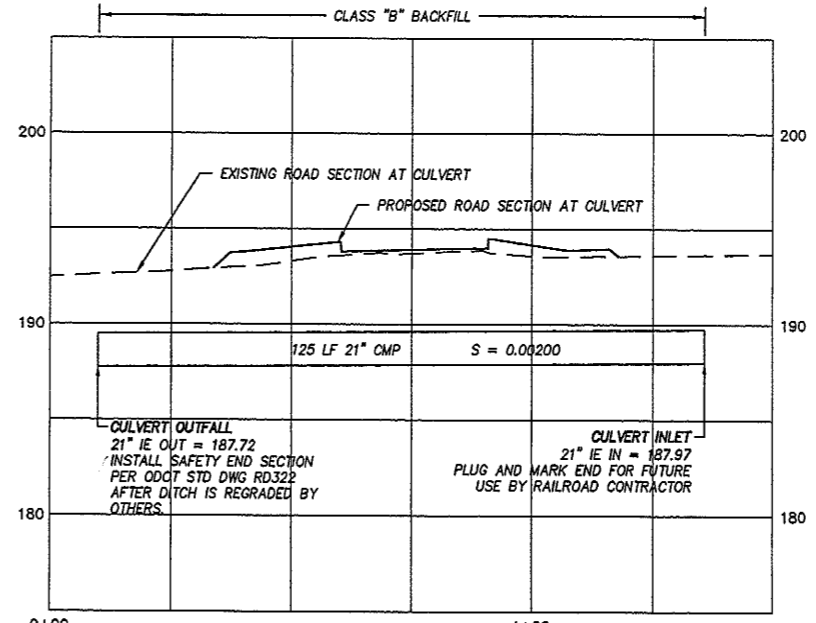 CLASS "B" BACKFILL
200
200
EXISTING ROAD SECTION AT CULVERT
PROPOSED ROAD SECTION AT CULVERT
190
190
125 LF 21" CMP S = 0.00200
CULVERT OUTFALL
21" IE OUT = 187.72
INSTALL SAFETY END SECTION
PER ODOT STD DWG RD322
AFTER DITCH IS REGRADED BY
OTHERS.
CULVERT INLET
21" IE IN = 187.97
PLUG AND MARK END FOR FUTURE
USE BY RAILROAD CONTRACTOR
180
180